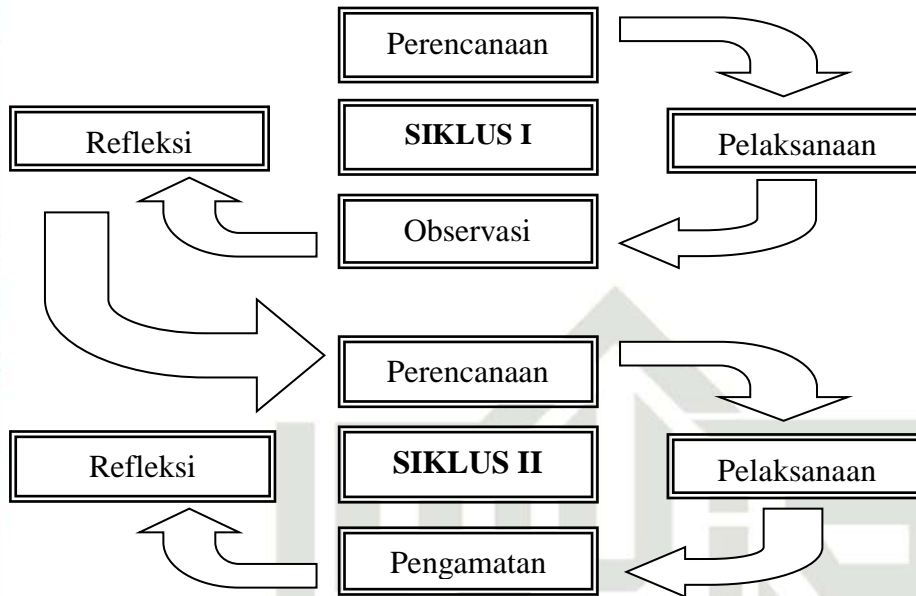 Perencanaan
Refleksi
SIKLUS I
Pelaksanaan
Observasi
Perencanaan
Refleksi
SIKLUS II
Pelaksanaan
Pengamatan